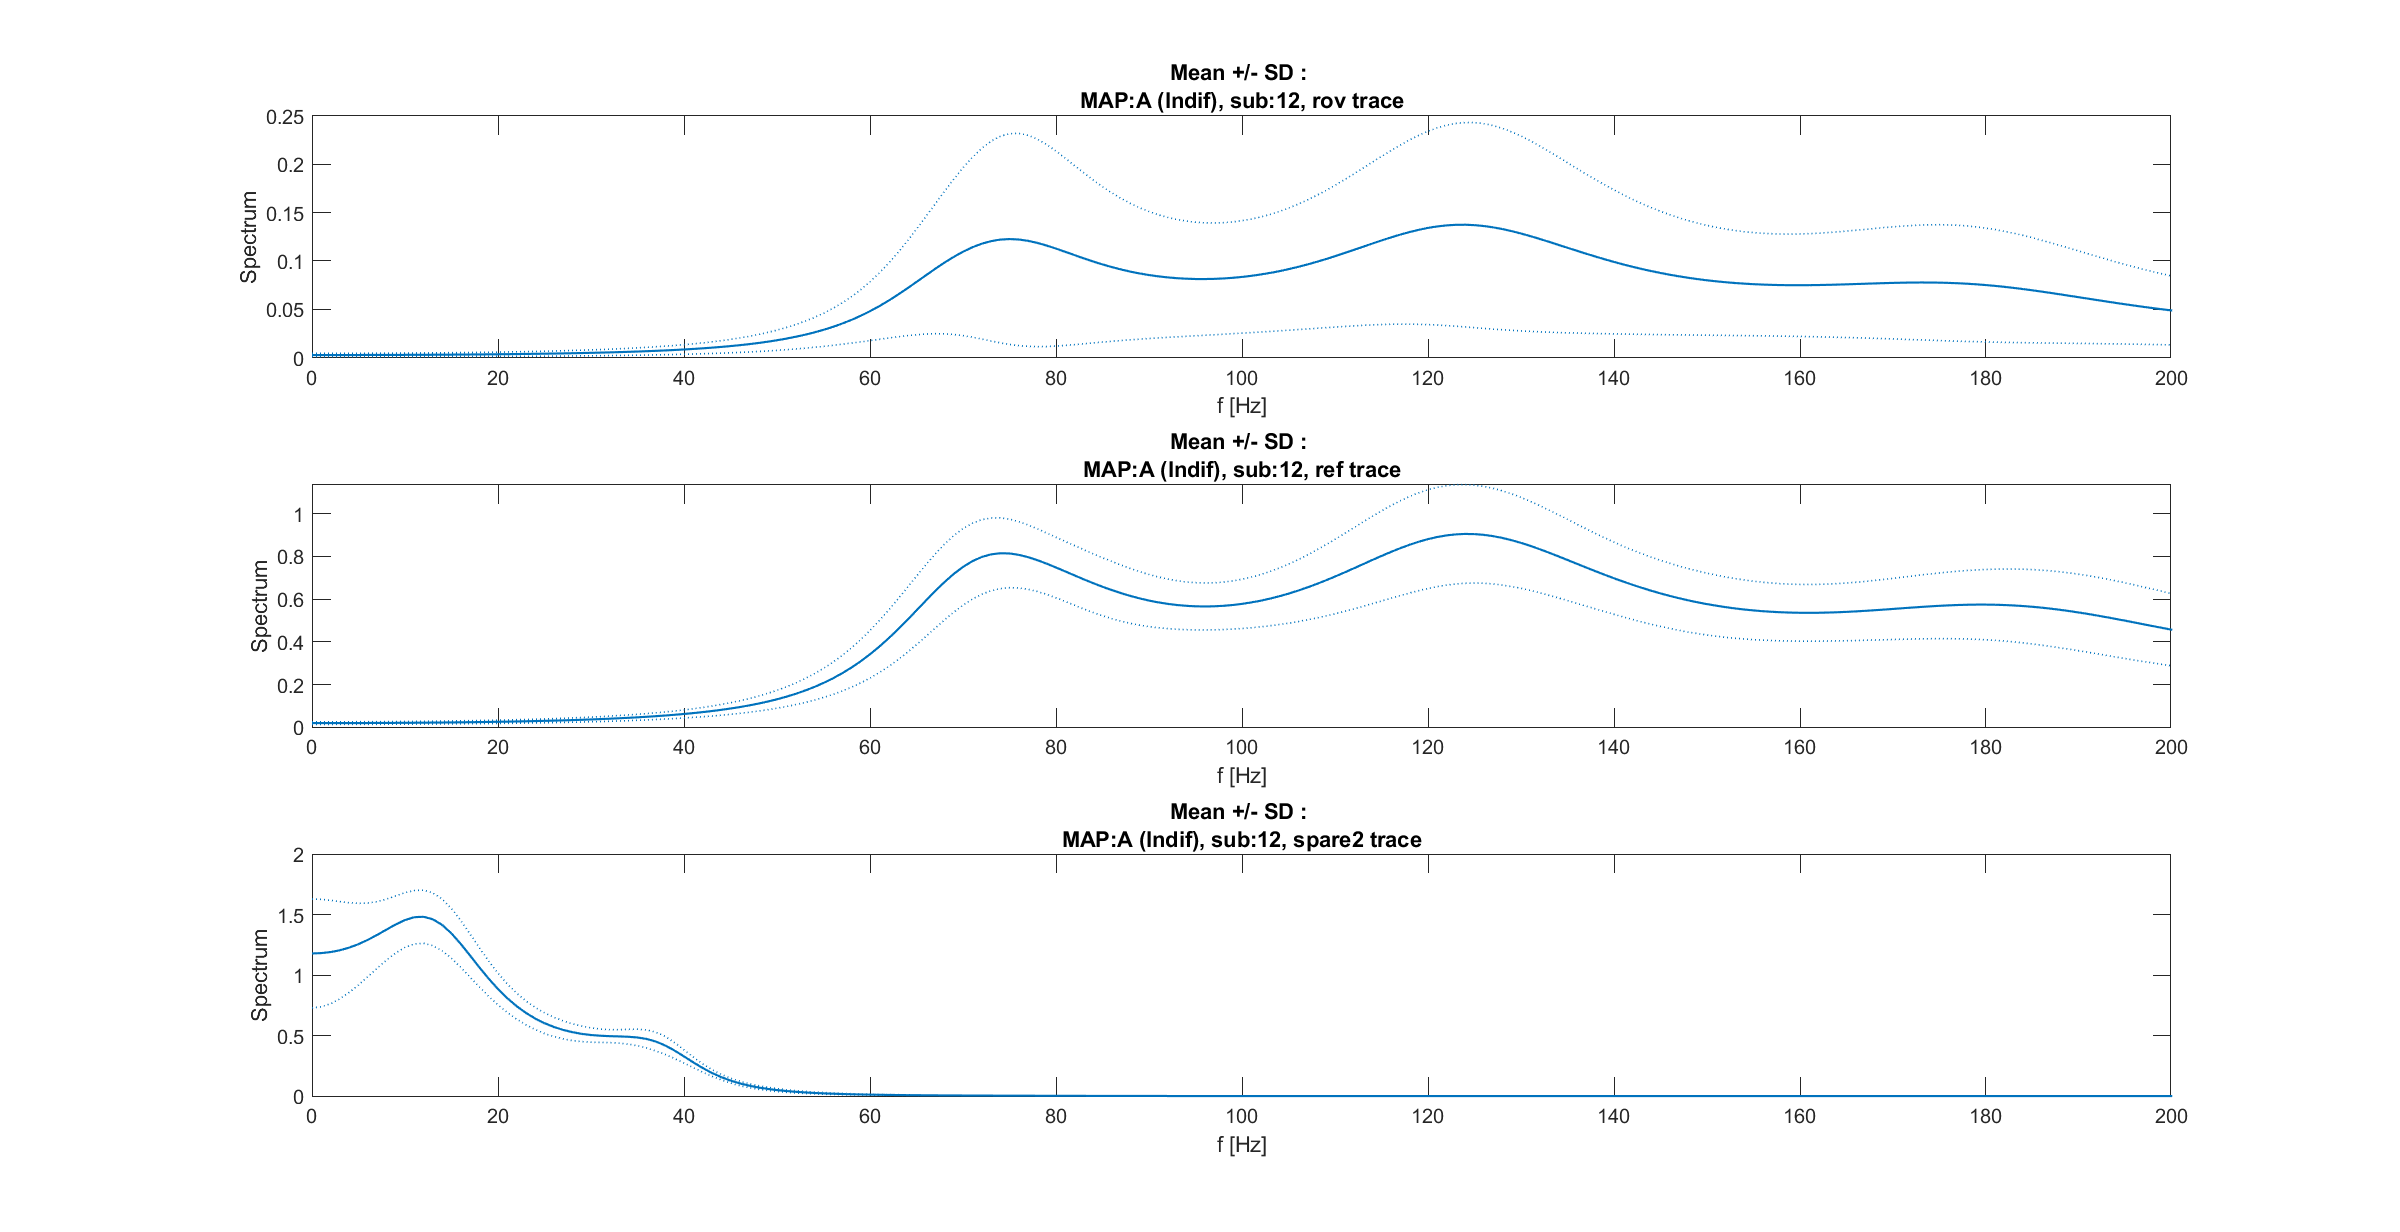 Mean +/- SD :
MAP:A (Indif), sub:12, rov trace
0.25
0.2
0.15
0.1
0.05
0
Spectrum
0 20 40 60 80 100 120 140 160 180 200
f [Hz]
Mean +/- SD :
MAP:A (Indif), sub:12, ref trace
1
0.8
0.6
0.4
0.2
0
Spectrum
0 20 40 60 80 100 120 140 160 180 200
f [Hz]
Mean +/- SD :
MAP:A (Indif), sub:12, spare2 trace
2
1.5
1
0.5
0
Spectrum
0 20 40 60 80 100 120 140 160 180 200
f [Hz]